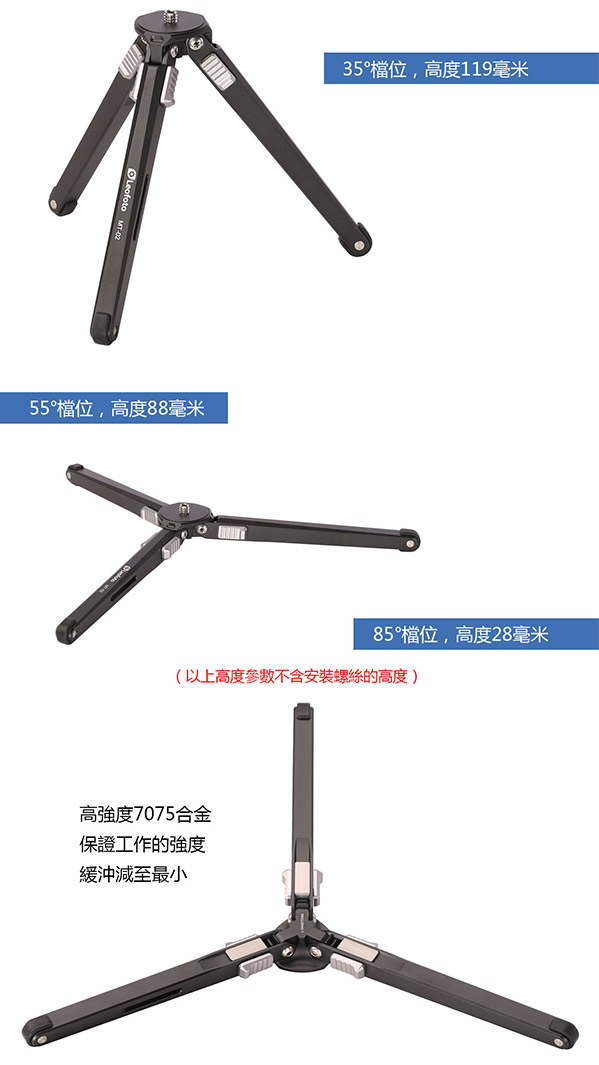 35°檔位，高度119毫米
Leofoto MT-02
55°檔位，高度88毫米
85°檔位，高度28毫米
（以上高度參數不含安裝螺絲的高度）
高強度7075合金
保證工作的強度
緩沖減至最小